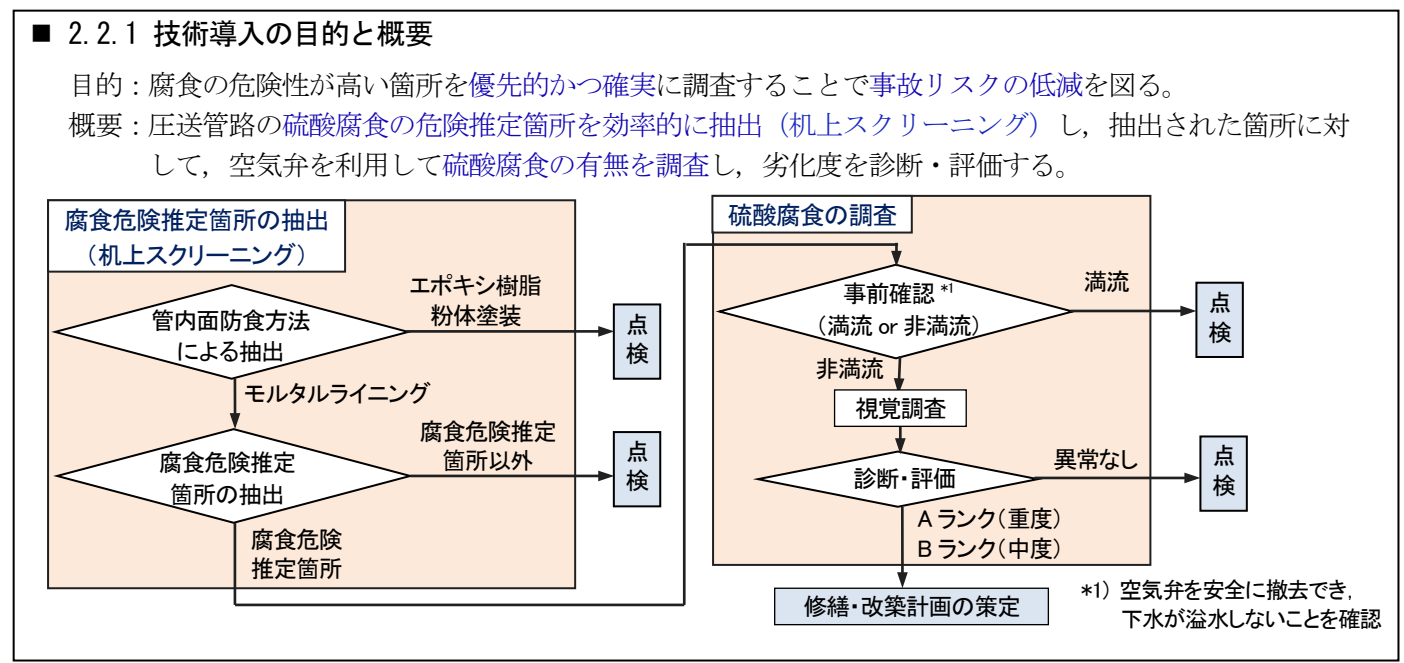 ■ 2.2.1 技術導入の目的と概要
目的：腐食の危険性が高い箇所を優先的かつ確実に調査することで事故リスクの低減を図る。
概要：圧送管路の硫酸腐食の危険推定箇所を効率的に抽出（机上スクリーニング）し，抽出された箇所に対
して，空気弁を利用して硫酸腐食の有無を調査し，劣化度を診断・評価する。
腐食危険推定箇所の抽出
（机上スクリーニング）
管内面防食方法
による抽出
エポキシ樹脂
粉体塗装
点
検
モルタルライニング
腐食危険推定
箇所の抽出
腐食危険推定
箇所以外
点
検
腐食危険
推定箇所
硫酸腐食の調査
事前確認 *1
（満流 or 非満流）
満流
点
検
非満流
視覚調査
診断・評価
異常なし
点
検
A ランク（重度）
B ランク（中度）
修繕・改築計画の策定
*1) 空気弁を安全に撤去でき，
下水が溢水しないことを確認